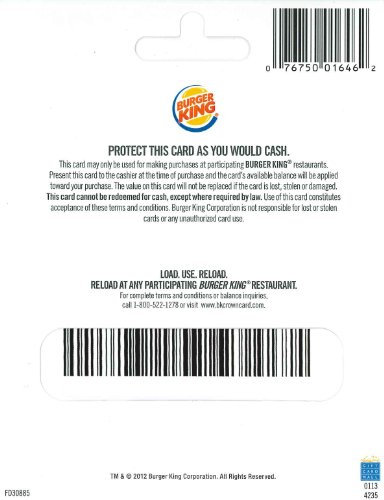 0 76750 01646 2
BURGER
KING®
PROTECT THIS CARD AS YOU WOULD CASH.
This card may only be used for making purchases at participating BURGER KING® restaurants.
Present this card to the cashier at the time of purchase and the card's available balance will be applied
toward your purchase. The value on this card will not be replaced if the card is lost, stolen or damaged.
This card cannot be redeemed for cash, except where required by law. Use of this card constitutes
acceptance of these terms and conditions. Burger King Corporation is not responsible for lost or stolen
cards or any unauthorized card use.
LOAD. USE. RELOAD.
RELOAD AT ANY PARTICIPATING BURGER KING® RESTAURANT.
For complete terms and conditions or balance inquiries,
call 1-800-522-1278 or visit www.bkcrowncard.com.
GIFT
CARD
MALL
0113
4235
FD30885
TM & © 2012 Burger King Corporation. All Rights Reserved.